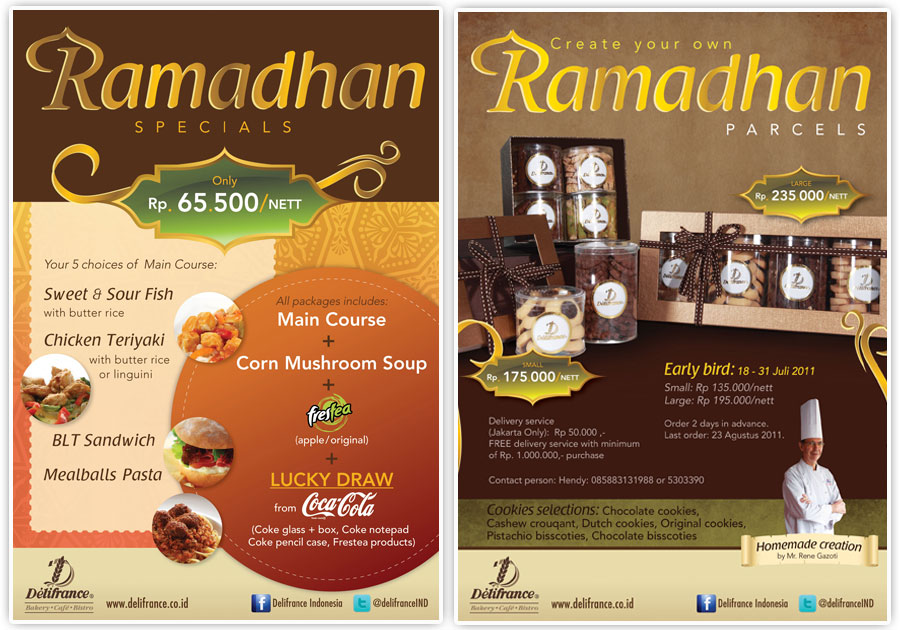 Ramadhan
SPECIALS
Only
Rp. 65.500/NETT
Your 5 choices of Main Course:
Sweet & Sour Fish
with butter rice
Chicken Teriyaki
with butter rice
or linguini
BLT Sandwich
Mealballs Pasta
All packages includes:
Main Course
+
Corn Mushroom Soup
+
frestea
(apple/original)
+
LUCKY DRAW
from Coca-Cola
(Coke glass + box, Coke notepad
Coke pencil case, Frestea products)
Délifrance®
Bakery • Café • Bistro
www.delifrance.co.id
Delifrance Indonesia
@delifranceIND
Create your own
Ramadhan
PARCELS
LARGE
Rp. 235.000/NETT
Délifrance
SMALL
Rp. 175.000/NETT
Early bird: 18 - 31 Juli 2011
Small: Rp 135.000/nett
Large: Rp 195.000/nett
Delivery service
(Jakarta Only): Rp 50.000 ,-
FREE delivery service with minimum
of Rp. 1.000.000,- purchase
Order 2 days in advance.
Last order: 23 Agustus 2011.
Contact person: Hendy: 085883131988 or 5303390
Cookies selections: Chocolate cookies,
Cashew crouqant, Dutch cookies, Original cookies,
Pistachio bisscoties, Chocolate bisscoties
Homemade creation
by Mr. Rene Gazoti
Délifrance®
Bakery • Café • Bistro
www.delifrance.co.id
Delifrance Indonesia
@delifranceIND